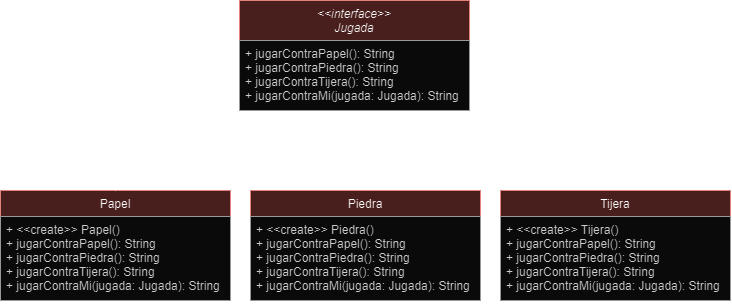 <<interface>>
Jugada
+ jugarContraPapel(): String
+ jugarContraPiedra(): String
+ jugarContraTijera(): String
+ jugarContraMi(jugada: Jugada): String
Papel
+ <<create>> Papel()
+ jugarContraPapel(): String
+ jugarContraPiedra(): String
+ jugarContraTijera(): String
+ jugarContraMi(jugada: Jugada): String
Piedra
+ <<create>> Piedra()
+ jugarContraPapel(): String
+ jugarContraPiedra(): String
+ jugarContraTijera(): String
+ jugarContraMi(jugada: Jugada): String
Tijera
+ <<create>> Tijera()
+ jugarContraPapel(): String
+ jugarContraPiedra(): String
+ jugarContraTijera(): String
+ jugarContraMi(jugada: Jugada): String